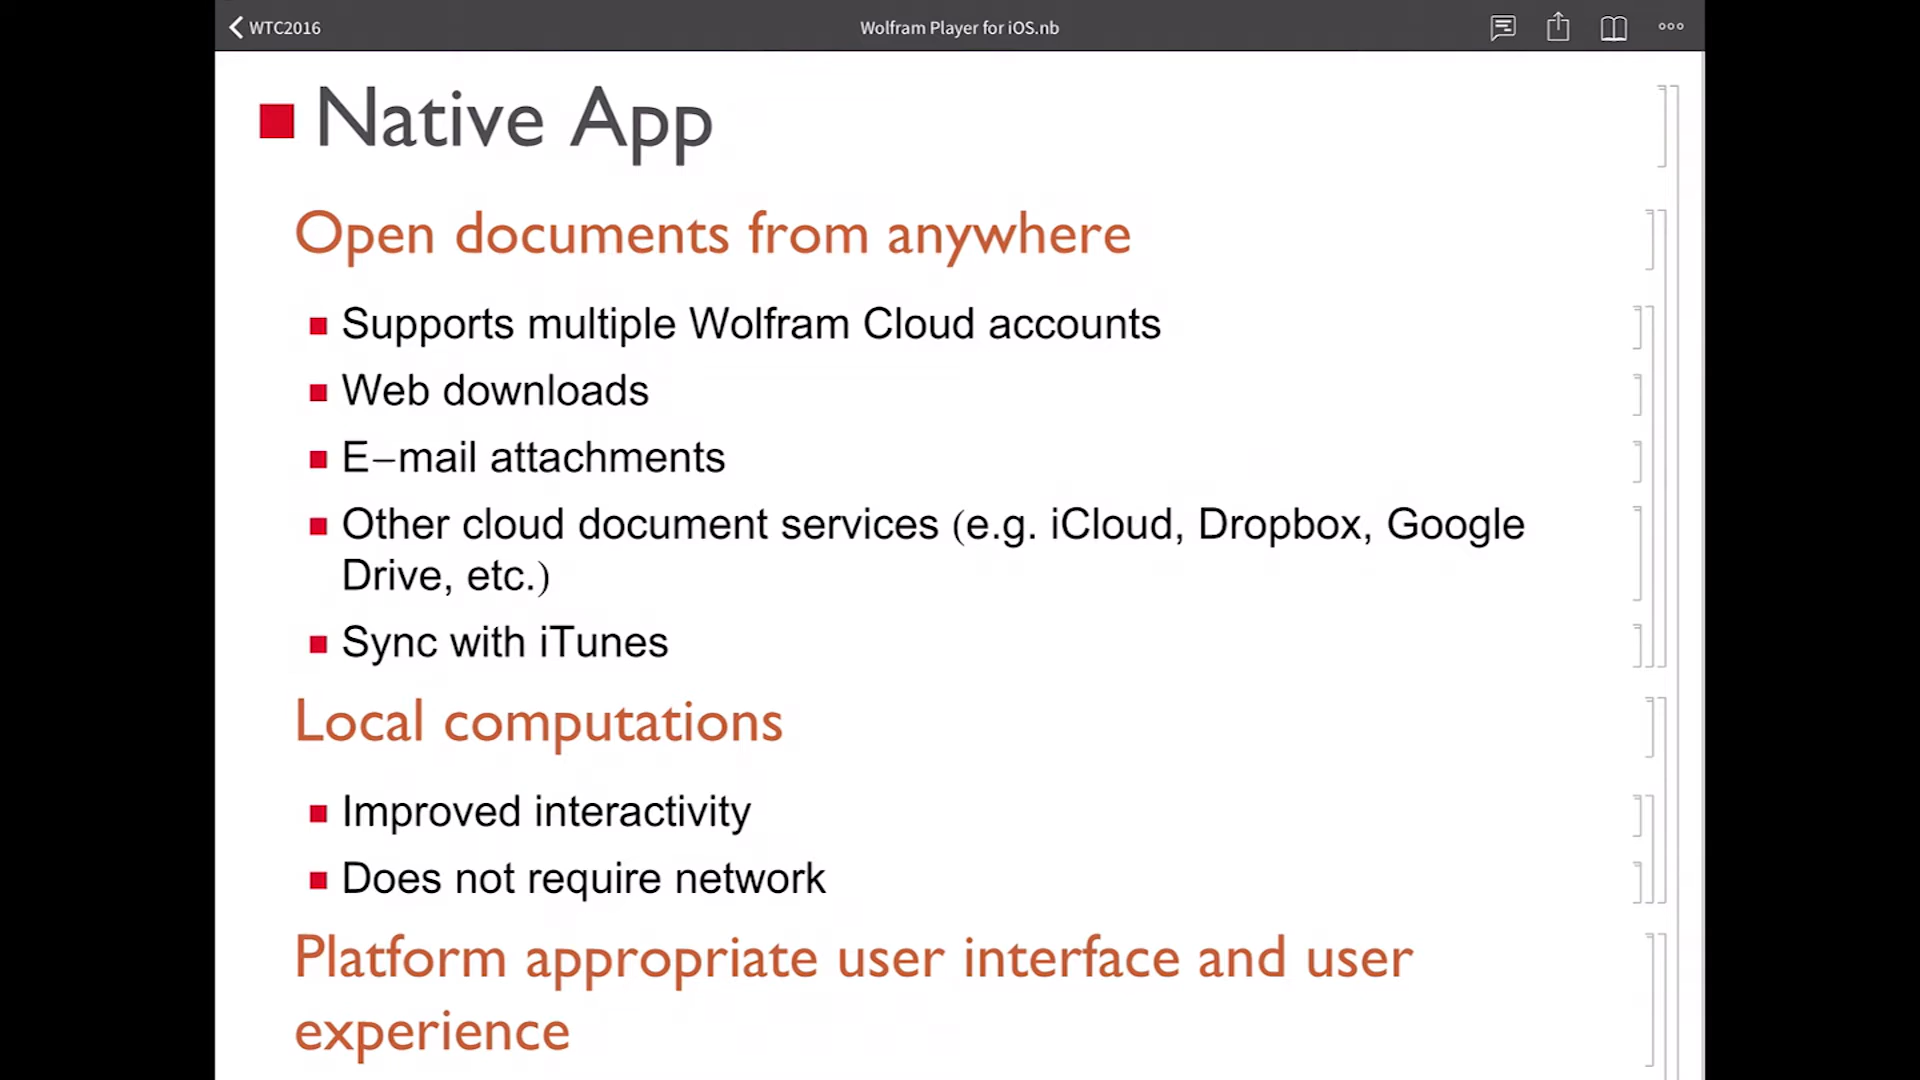 WTC2016
Wolfram Player for iOS.nb
Native App
Open documents from anywhere
Supports multiple Wolfram Cloud accounts
Web downloads
E–mail attachments
Other cloud document services (e.g. iCloud, Dropbox, Google
Drive, etc.)
Sync with iTunes
Local computations
Improved interactivity
Does not require network
Platform appropriate user interface and user
experience